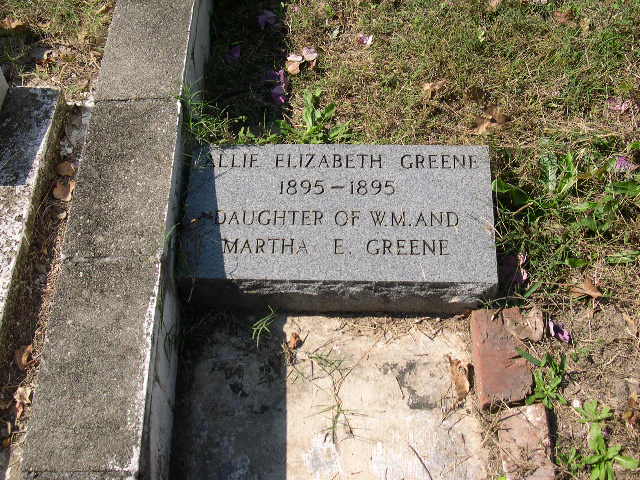 ALLIE ELIZABETH GREENE
1895-1895
DAUGHTER OF W.M. AND
MARTHA E. GREENE